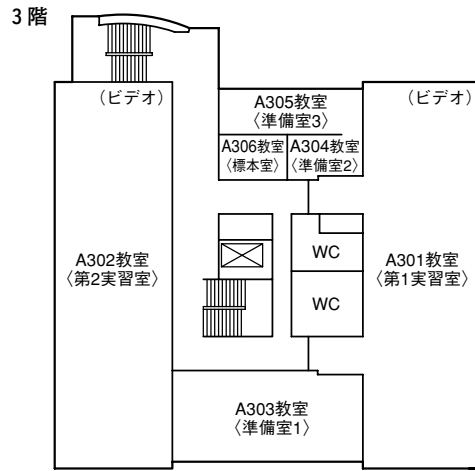 3階
（ビデオ）
（ビデオ）
A305教室
〈準備室3〉
A306教室
〈標本室〉
A304教室
〈準備室2〉
A302教室
〈第2実習室〉
WC
WC
A301教室
〈第1実習室〉
A303教室
〈準備室1〉